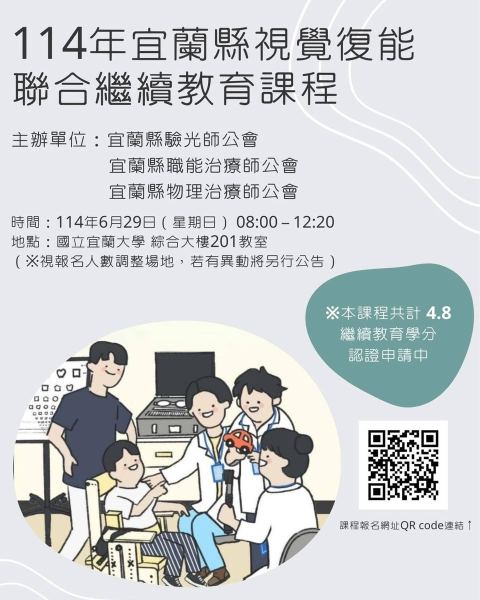 114年宜蘭縣視覺復能
聯合繼續教育課程
主辦單位：宜蘭縣驗光師公會
宜蘭縣職能治療師公會
宜蘭縣物理治療師公會
時間：114年6月29日（星期日） 08:00 – 12:20
地點：國立宜蘭大學 綜合大樓201教室
（※視報名人數調整場地，若有異動將另行公告）
※本課程共計 4.8
繼續教育學分
認證申請中
課程報名網址QR code連結↑